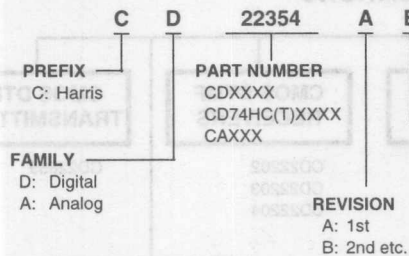 C D 22354 A
PREFIX
C: Harris
PART NUMBER
CDXXXX
CD74HC(T)XXXX
CAXXX
FAMILY
D: Digital
A: Analog
REVISION
A: 1st
B: 2nd etc.